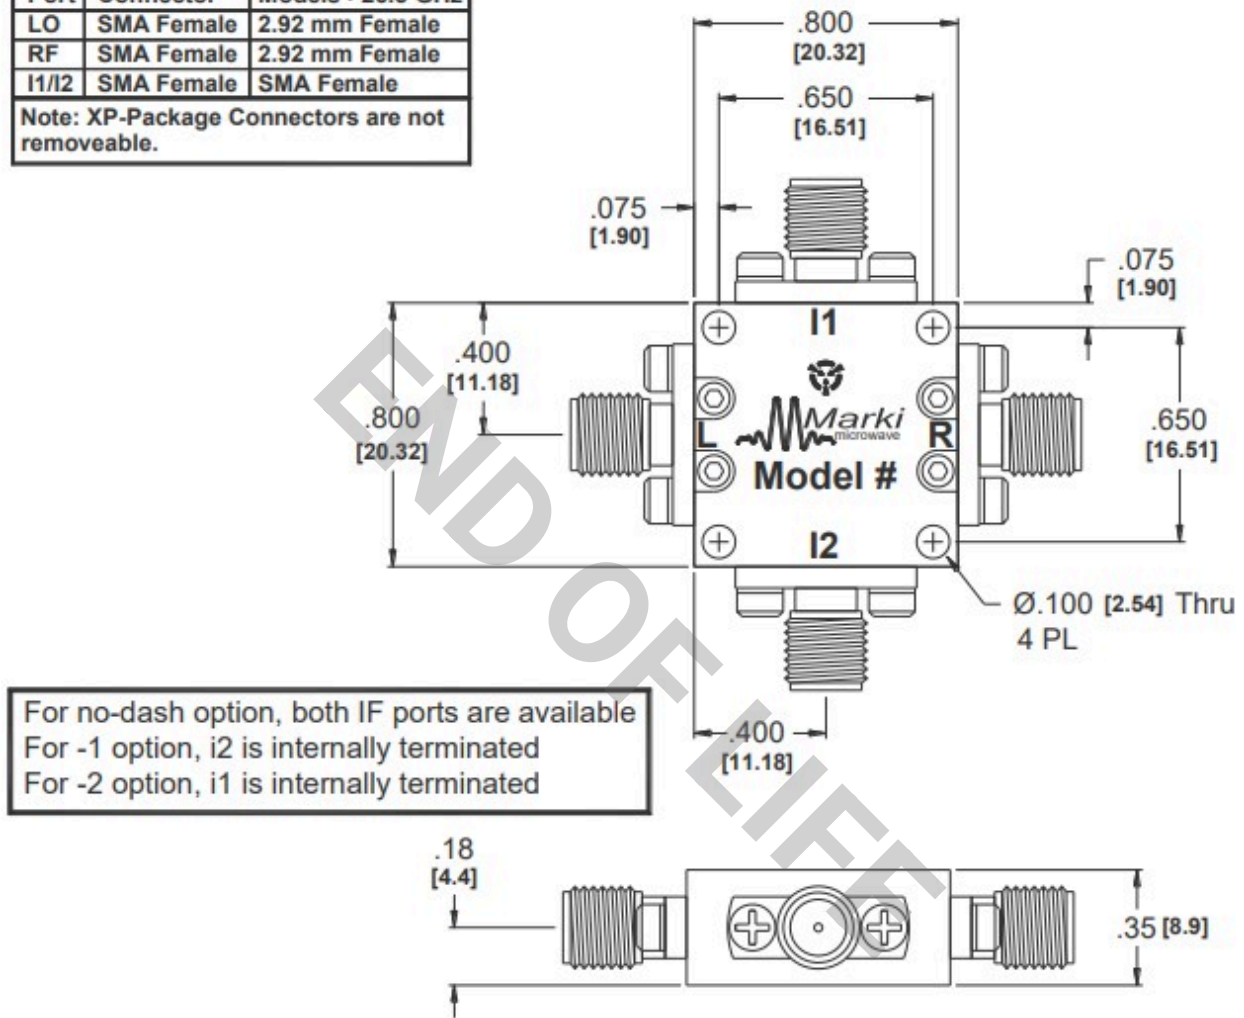 LO SMA Female 2.92 mm Female
RF SMA Female 2.92 mm Female
I1/I2 SMA Female SMA Female
Note: XP-Package Connectors are not
removeable.
.800
[20.32]
.650
[16.51]
.075
[1.90]
.075
[1.90]
I1
.400
[11.18]
.800
[20.32]
L
Marki
microwave
R
Model #
.650
[16.51]
I2
Ø.100 [2.54] Thru
4 PL
For no-dash option, both IF ports are available
For -1 option, i2 is internally terminated
For -2 option, i1 is internally terminated
.400
[11.18]
.18
[4.4]
.35 [8.9]
END OF LIFE